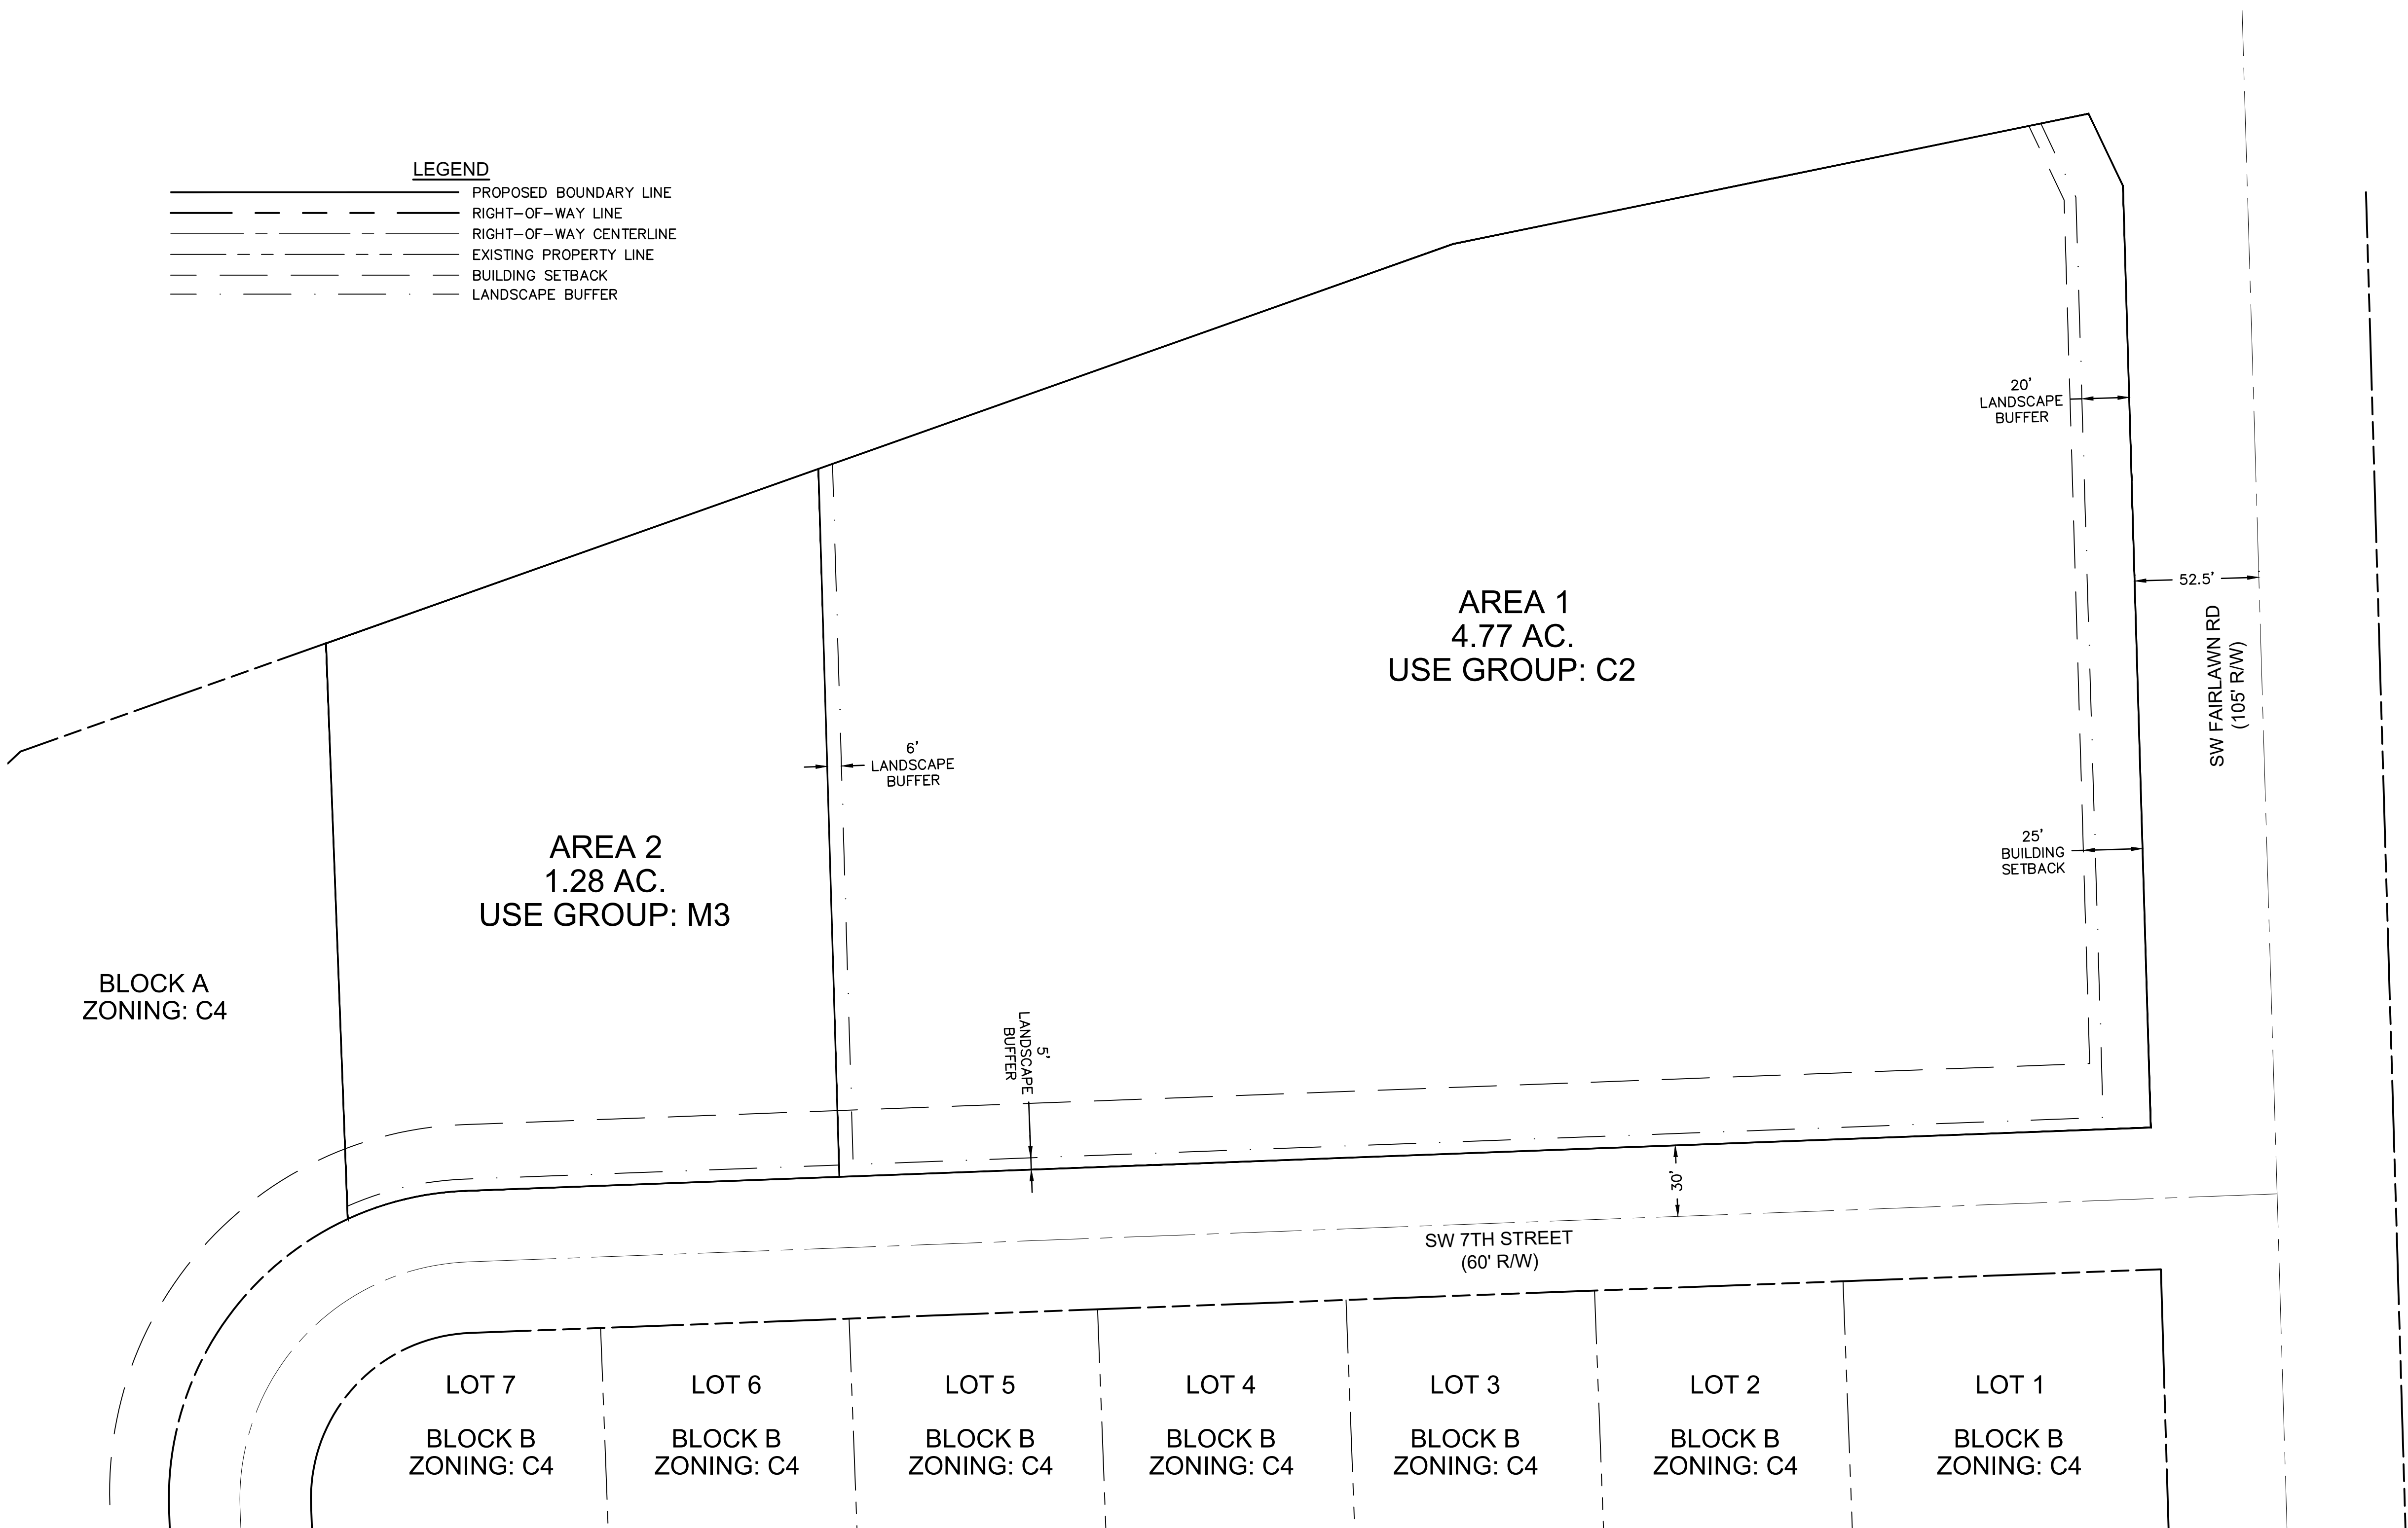 LEGEND
PROPOSED BOUNDARY LINE
RIGHT-OF-WAY LINE
RIGHT-OF-WAY CENTERLINE
EXISTING PROPERTY LINE
BUILDING SETBACK
LANDSCAPE BUFFER
20'
LANDSCAPE
BUFFER
52.5'
SW FAIRLAWN RD
(105' R/W)
AREA 1
4.77 AC.
USE GROUP: C2
6'
LANDSCAPE
BUFFER
25'
BUILDING
SETBACK
AREA 2
1.28 AC.
USE GROUP: M3
BLOCK A
ZONING: C4
5'
LANDSCAPE
BUFFER
30'
SW 7TH STREET
(60' R/W)
LOT 7
BLOCK B
ZONING: C4
LOT 6
BLOCK B
ZONING: C4
LOT 5
BLOCK B
ZONING: C4
LOT 4
BLOCK B
ZONING: C4
LOT 3
BLOCK B
ZONING: C4
LOT 2
BLOCK B
ZONING: C4
LOT 1
BLOCK B
ZONING: C4